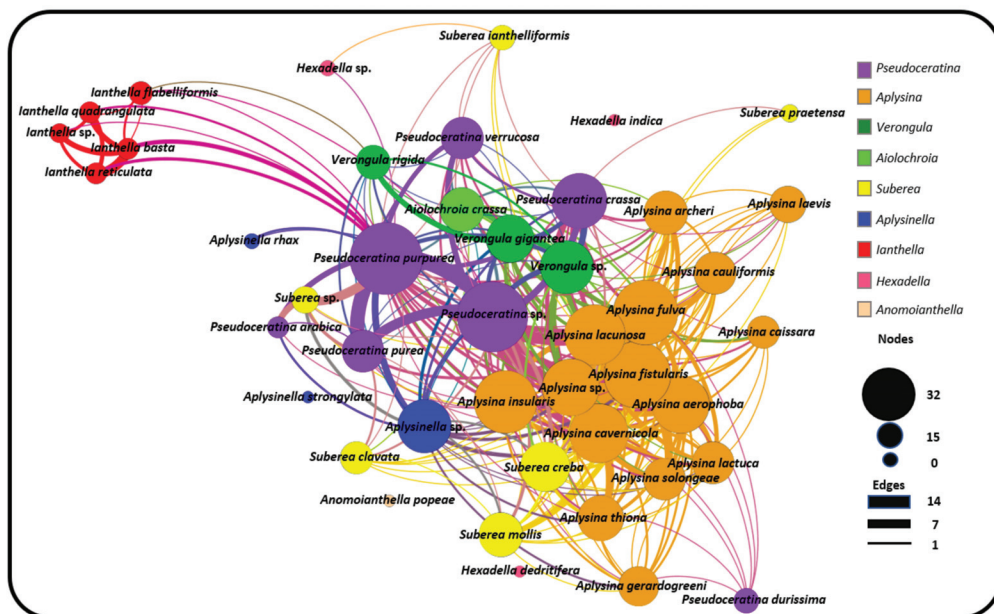 Suberea ianthelliformis
Hexadella sp.
Ianthella flabelliformis
Ianthella quadrangulata
Ianthella sp.
Ianthella basta
Ianthella reticulata
Pseudoceratina verrucosa
Hexadella indica
Suberea praetensa
Verongula rigida
Pseudoceratina crassa
Aiolochroia crassa
Aplysina archeri
Aplysina laevis
Aplysinella rhax
Verongula gigantea
Pseudoceratina purpurea
Verongula sp.
Aplysina cauliformis
Suberea sp.
Pseudoceratina sp.
Aplysina fulva
Pseudoceratina arabica
Aplysina lacunosa
Aplysina caissara
Pseudoceratina purea
Aplysina fistularis
Aplysina sp.
Aplysinella strongylata
Aplysina insularis
Aplysina aerophoba
Aplysinella sp.
Aplysina cavernicola
Suberea clavata
Suberea creba
Aplysina lactuca
Aplysina solongeae
Anomoianthella popeae
Aplysina thiona
Suberea mollis
Hexadella dedritifera
Aplysina gerardogreeni
Pseudoceratina durissima
Pseudoceratina
Aplysina
Verongula
Aiolochroia
Suberea
Aplysinella
Ianthella
Hexadella
Anomoianthella
Nodes
32
15
0
Edges
14
7
1